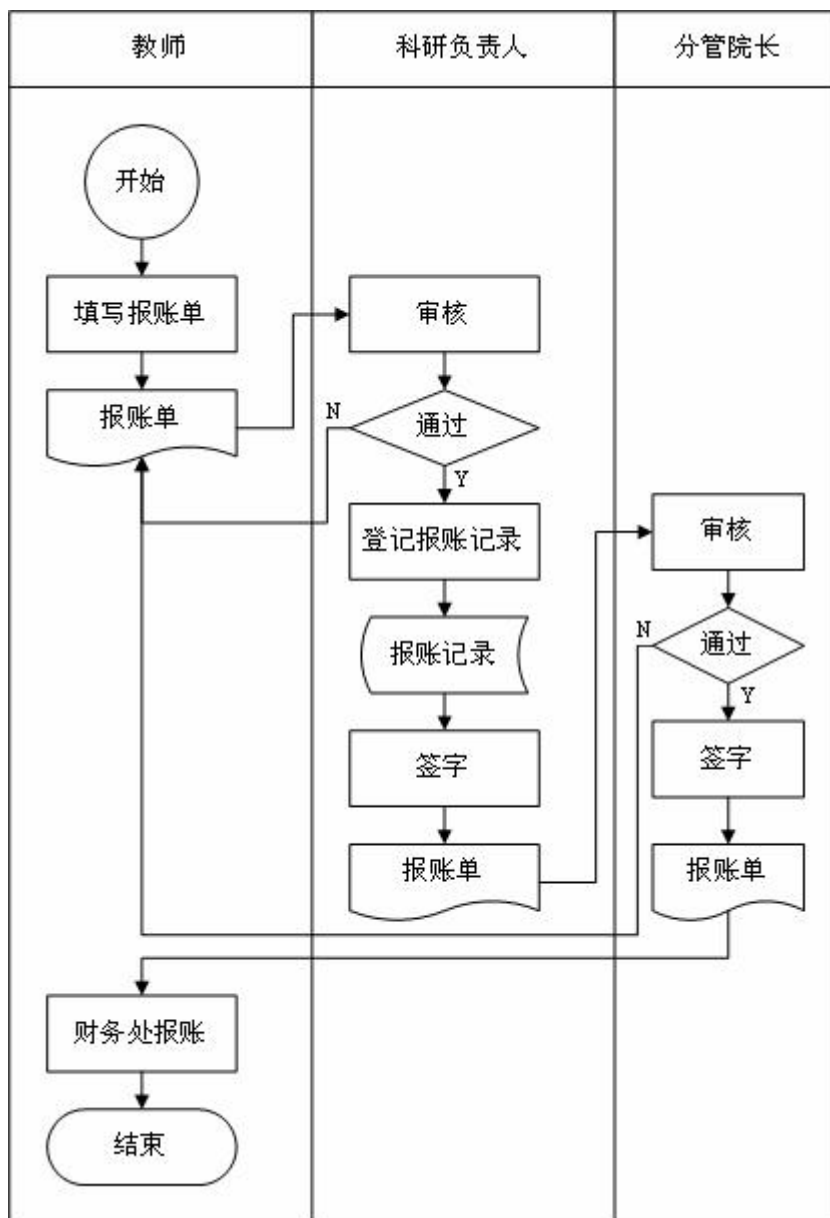 教师
科研负责人
分管院长
开始
填写报账单
报账单
审核
N
通过
Y
登记报账记录
报账记录
签字
报账单
审核
N
通过
Y
签字
报账单
财务处报账
结束